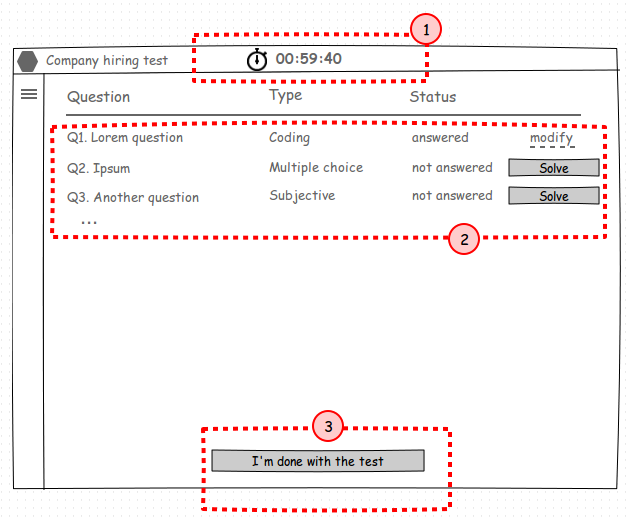 1
Company hiring test 00:59:40
Question Type Status
Q1. Lorem question Coding answered modify
Q2. Ipsum Multiple choice not answered Solve
Q3. Another question Subjective not answered Solve
...
2
3
I'm done with the test